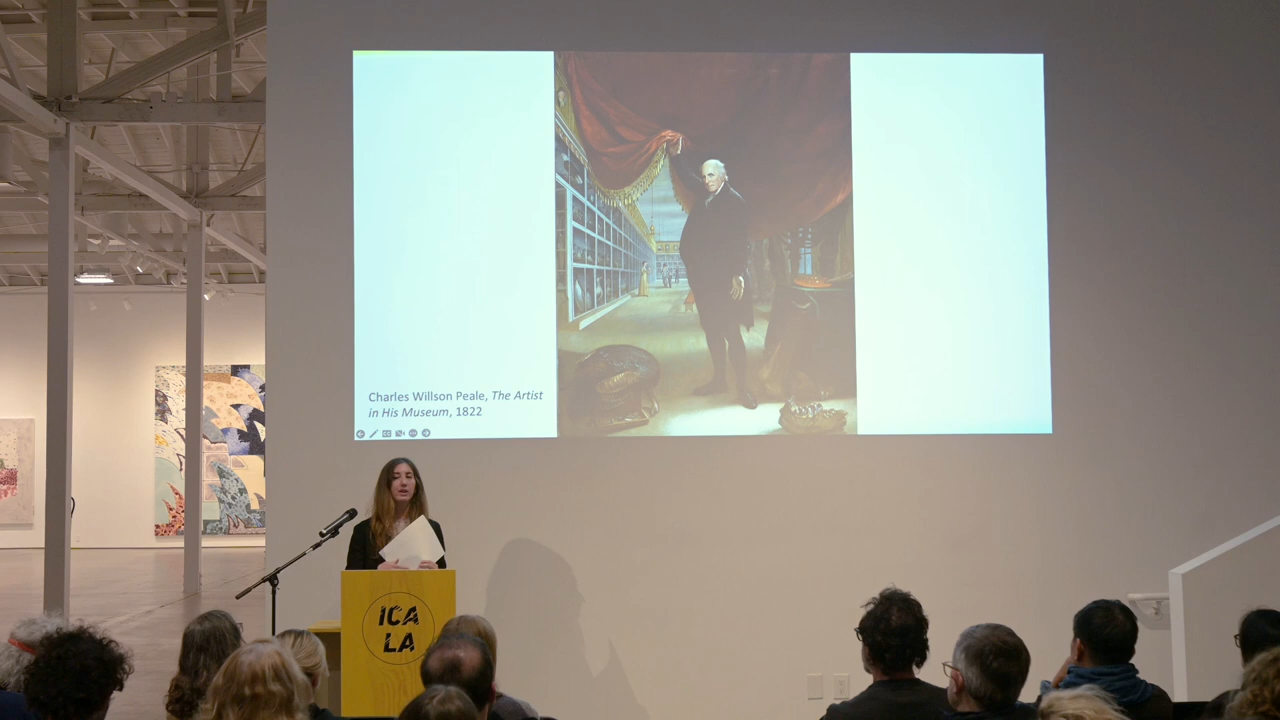 Charles Willson Peale, The Artist
in His Museum, 1822
ICA
LA